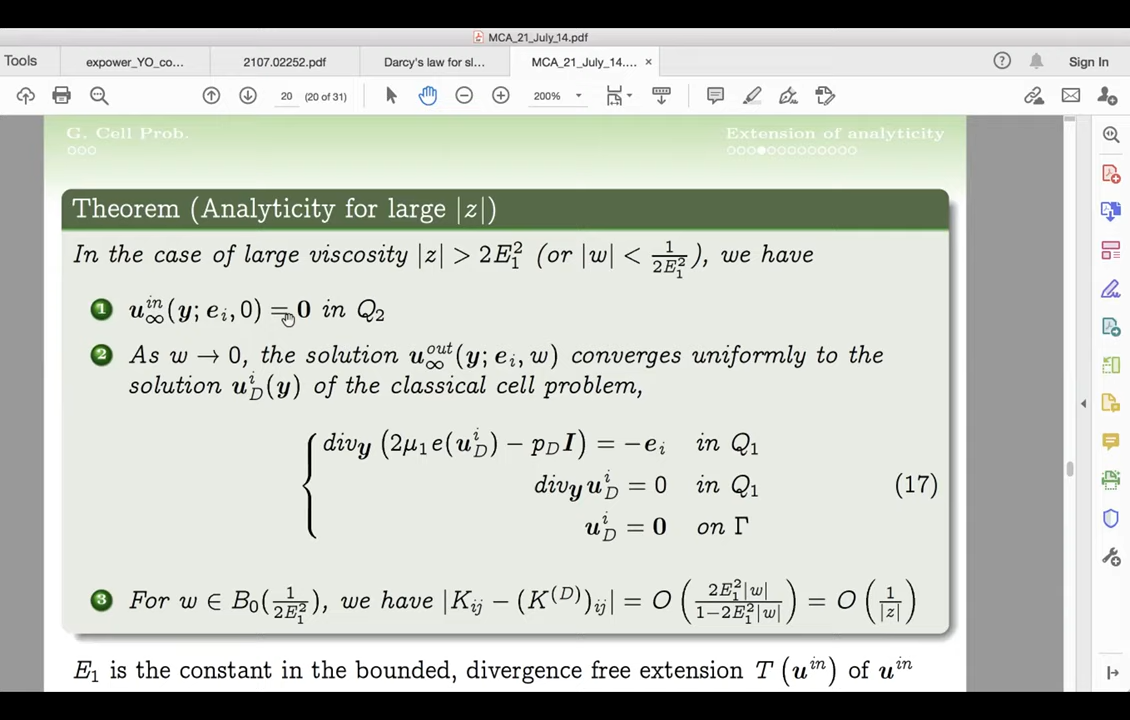 MCA_21_July_14.pdf
Tools expower_YO_co... 2107.02252.pdf Darcy's law for sl... MCA_21_July_14.... × Sign In
20 (20 of 31) 200%
G. Cell Prob. Extension of analyticity
Theorem (Analyticity for large |z|)
In the case of large viscosity |z| > 2E₁² (or |w| < 1/(2E₁²)), we have
1 u∞^in(y; eᵢ, 0) = 0 in Q₂
2 As w → 0, the solution u∞^out(y; eᵢ, w) converges uniformly to the
solution u_D^i(y) of the classical cell problem,
div_y (2μ₁e(u_D^i) − p_D I) = −eᵢ in Q₁
div_y u_D^i = 0 in Q₁ (17)
u_D^i = 0 on Γ
3 For w ∈ B₀(1/(2E₁²)), we have |K_ij − (K^(D))_ij| = O(2E₁²|w|/(1−2E₁²|w|)) = O(1/|z|)
E₁ is the constant in the bounded, divergence free extension T(u^in) of u^in